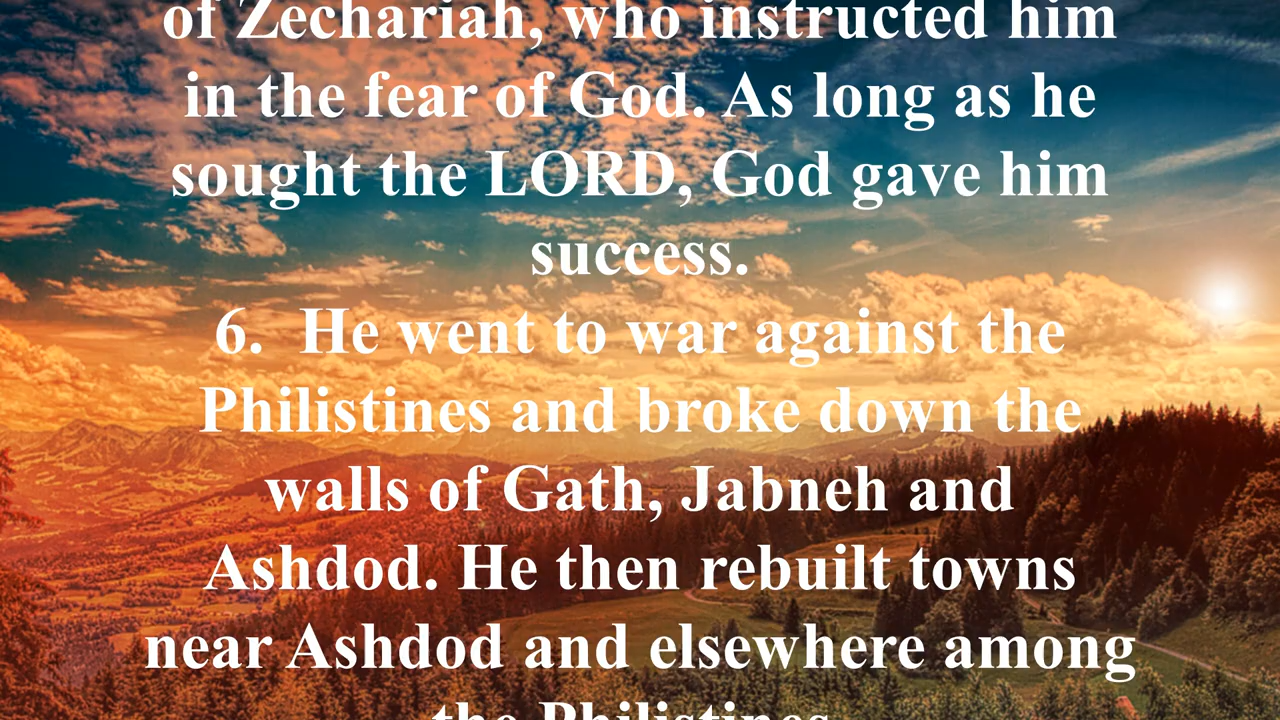 of Zechariah, who instructed him
in the fear of God. As long as he
sought the LORD, God gave him
success.
6.  He went to war against the
Philistines and broke down the
walls of Gath, Jabneh and
Ashdod. He then rebuilt towns
near Ashdod and elsewhere among
the Philistines.